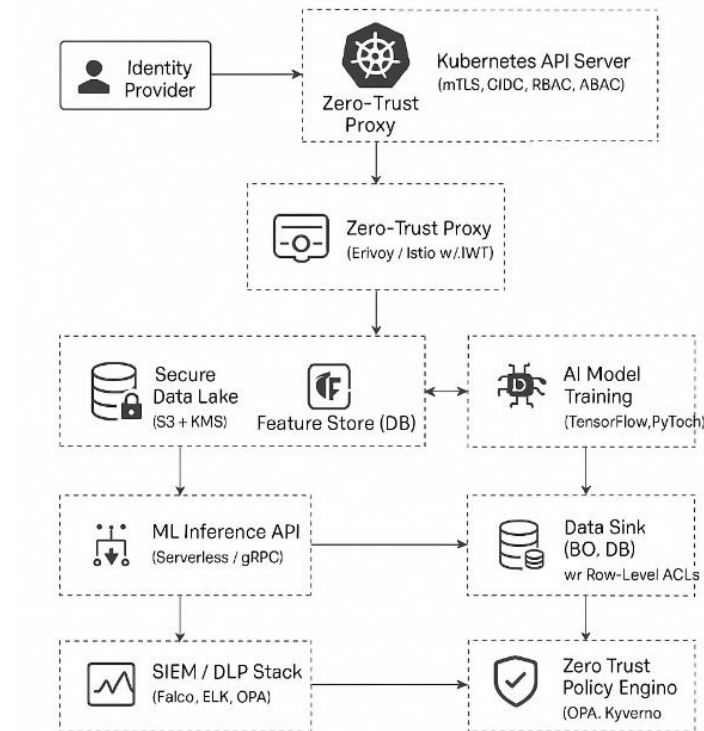 Identity
Provider
Zero-Trust
Proxy
Kubernetes API Server
(mTLS, CIDC, RBAC, ABAC)
Zero-Trust Proxy
(Erivoy / Istio w/.IWT)
Secure
Data Lake
(S3 + KMS)
Feature Store (DB)
AI Model
Training
(TensorFlow,PyToch)
ML Inference API
(Serverless / gRPC)
Data Sink
(BO, DB)
wr Row-Level ACLs
SIEM / DLP Stack
(Falco, ELK, OPA)
Zero Trust
Policy Engino
(OPA. Kyverno